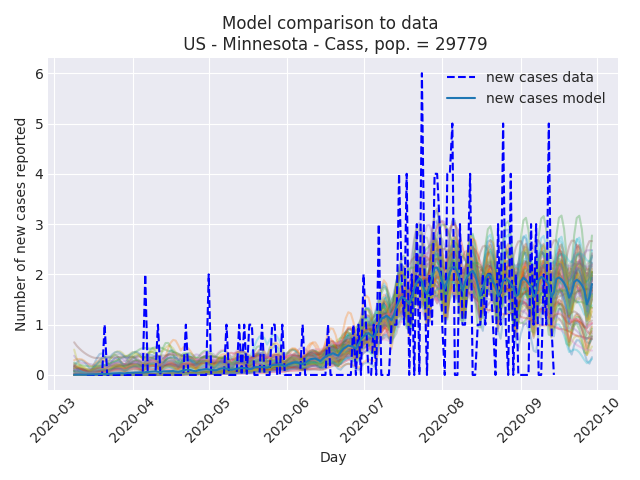 Model comparison to data
US - Minnesota - Cass, pop. = 29779
new cases data
new cases model
Number of new cases reported
6
5
4
3
2
1
0
2020-03
2020-04
2020-05
2020-06
2020-07
2020-08
2020-09
2020-10
Day